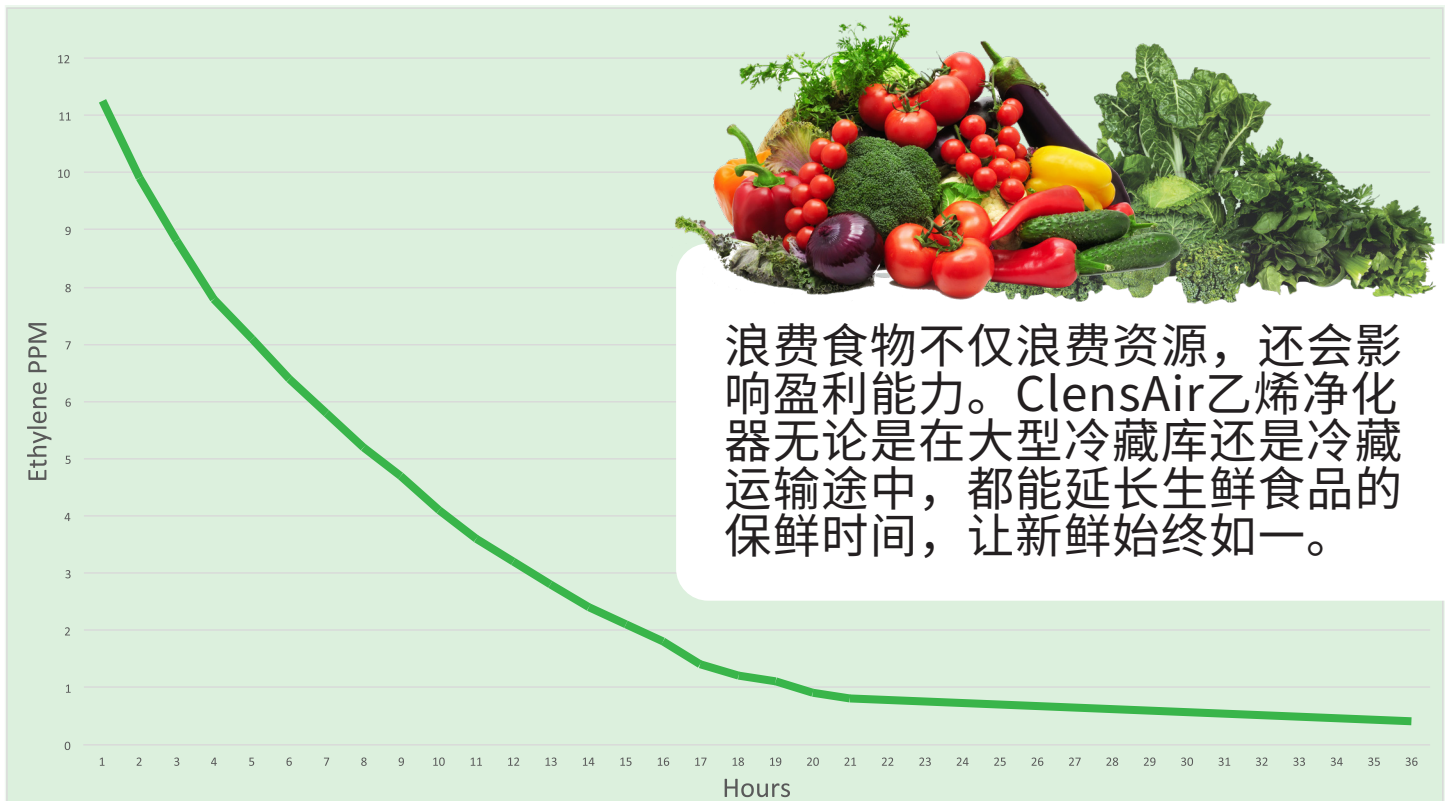 12
11
10
9
8
7
6
5
4
3
2
1
0
Ethylene PPM
浪费食物不仅浪费资源，还会影
响盈利能力。ClensAir乙烯净化
器无论是在大型冷藏库还是冷藏
运输途中，都能延长生鲜食品的
保鲜时间，让新鲜始终如一。
1 2 3 4 5 6 7 8 9 10 11 12 13 14 15 16 17 18 19 20 21 22 23 24 25 26 27 28 29 30 31 32 33 34 35 36
Hours